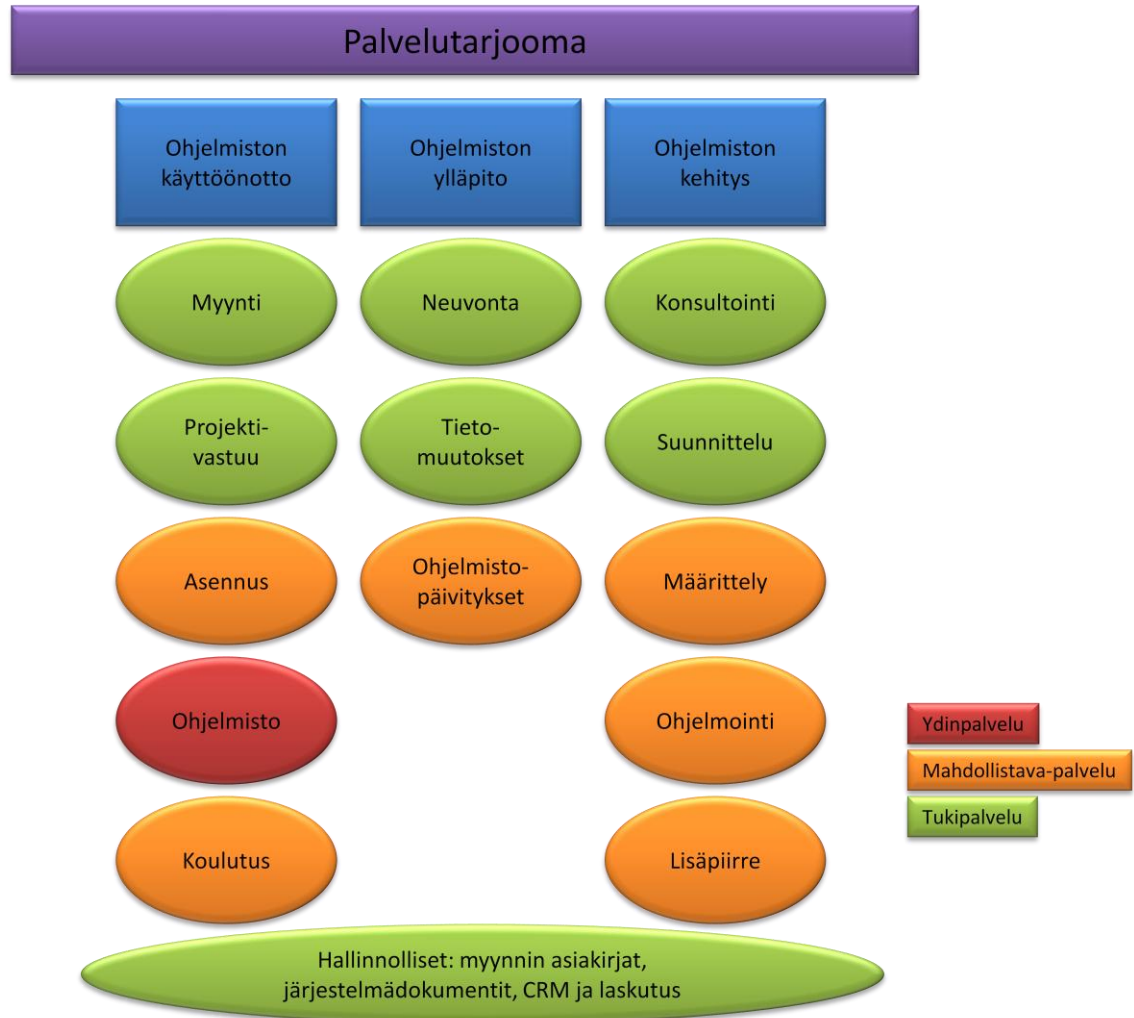 Palvelutarjooma
Ohjelmiston
käyttöönotto
Ohjelmiston
ylläpito
Ohjelmiston
kehitys
Myynti
Neuvonta
Konsultointi
Projekti-
vastuu
Tieto-
muutokset
Suunnittelu
Asennus
Ohjelmisto-
päivitykset
Määrittely
Ohjelmisto
Ohjelmointi
Koulutus
Lisäpiirre
Hallinnolliset: myynnin asiakirjat,
järjestelmädokumentit, CRM ja laskutus
Ydinpalvelu
Mahdollistava-palvelu
Tukipalvelu